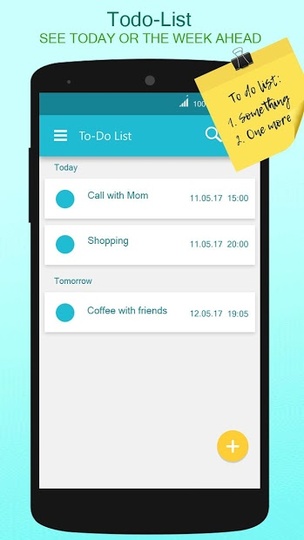 Todo-List
SEE TODAY OR THE WEEK AHEAD
100
To do list:
1. Something
2. One more
To-Do List
Today
Call with Mom 11.05.17 15:00
Shopping 11.05.17 20:00
Tomorrow
Coffee with friends 12.05.17 19:05